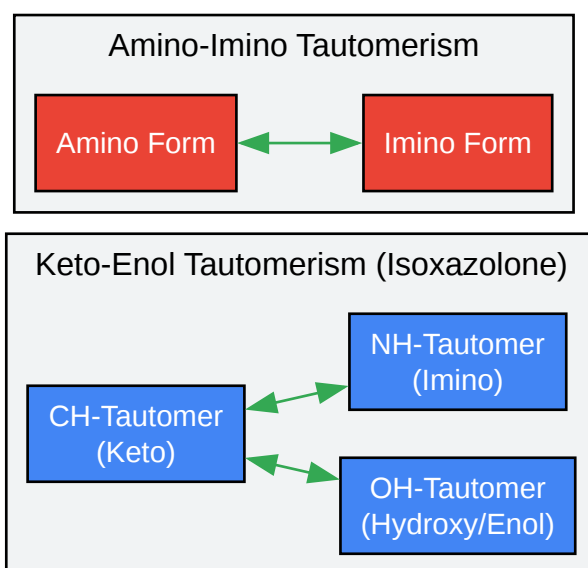 Amino-Imino Tautomerism
Amino Form
Imino Form
Keto-Enol Tautomerism (Isoxazolone)
NH-Tautomer
(Imino)
CH-Tautomer
(Keto)
OH-Tautomer
(Hydroxy/Enol)